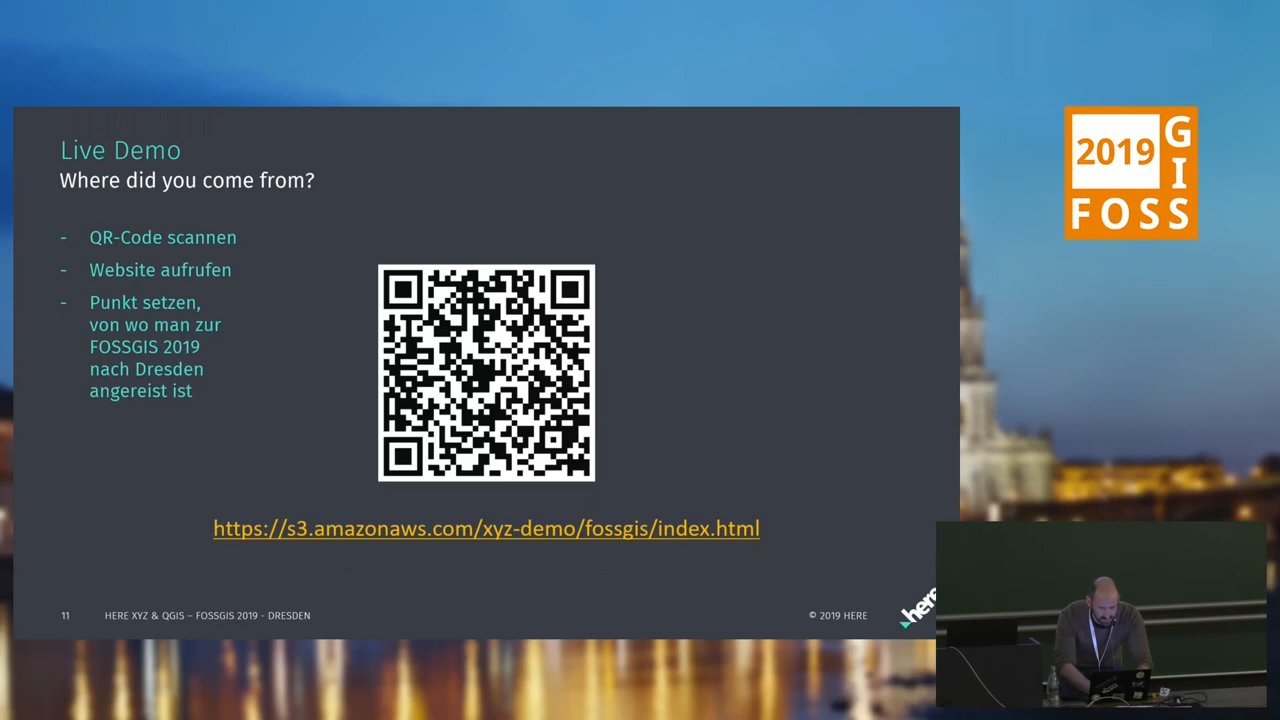 Live Demo
Where did you come from?
- QR-Code scannen
- Website aufrufen
- Punkt setzen,
von wo man zur
FOSSGIS 2019
nach Dresden
angereist ist
https://s3.amazonaws.com/xyz-demo/fossgis/index.html
11 HERE XYZ & QGIS – FOSSGIS 2019 - DRESDEN © 2019 HERE
here
2019 GIS
FOSS